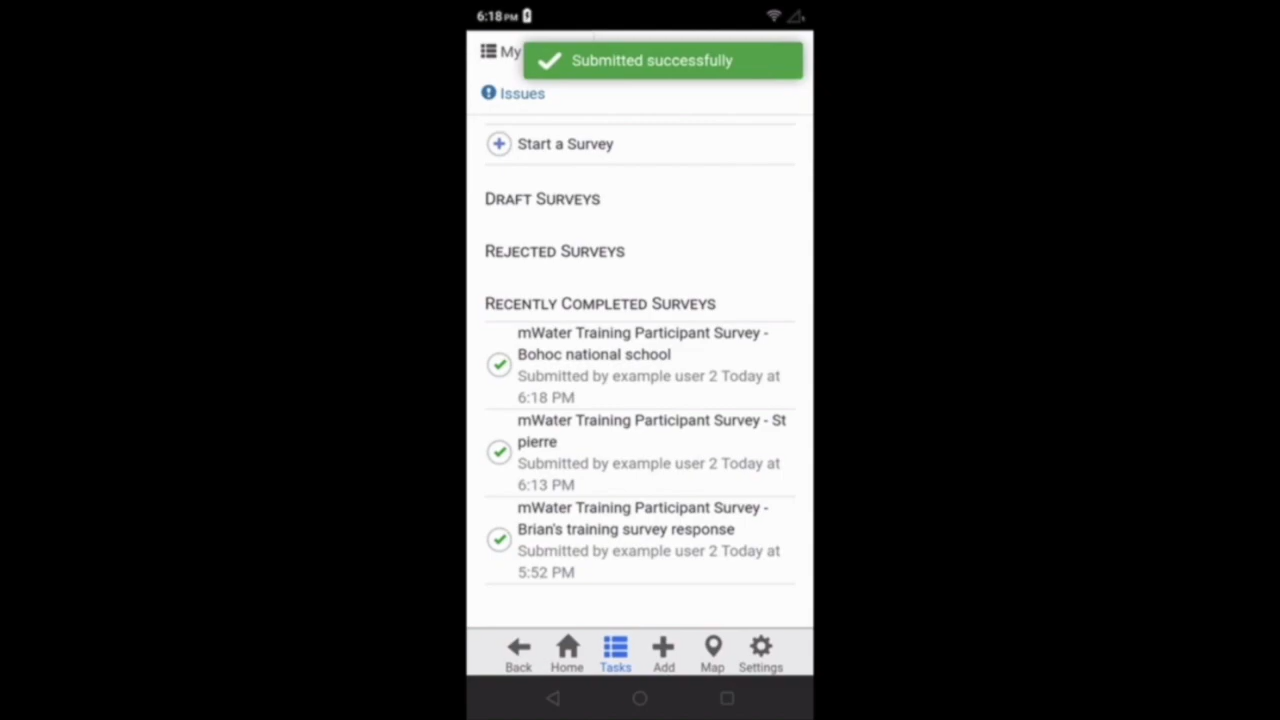 6:18 PM
My
Submitted successfully
Issues
Start a Survey
DRAFT SURVEYS
REJECTED SURVEYS
RECENTLY COMPLETED SURVEYS
mWater Training Participant Survey -
Bohoc national school
Submitted by example user 2 Today at
6:18 PM
mWater Training Participant Survey - St
pierre
Submitted by example user 2 Today at
6:13 PM
mWater Training Participant Survey -
Brian's training survey response
Submitted by example user 2 Today at
5:52 PM
Back Home Tasks Add Map Settings